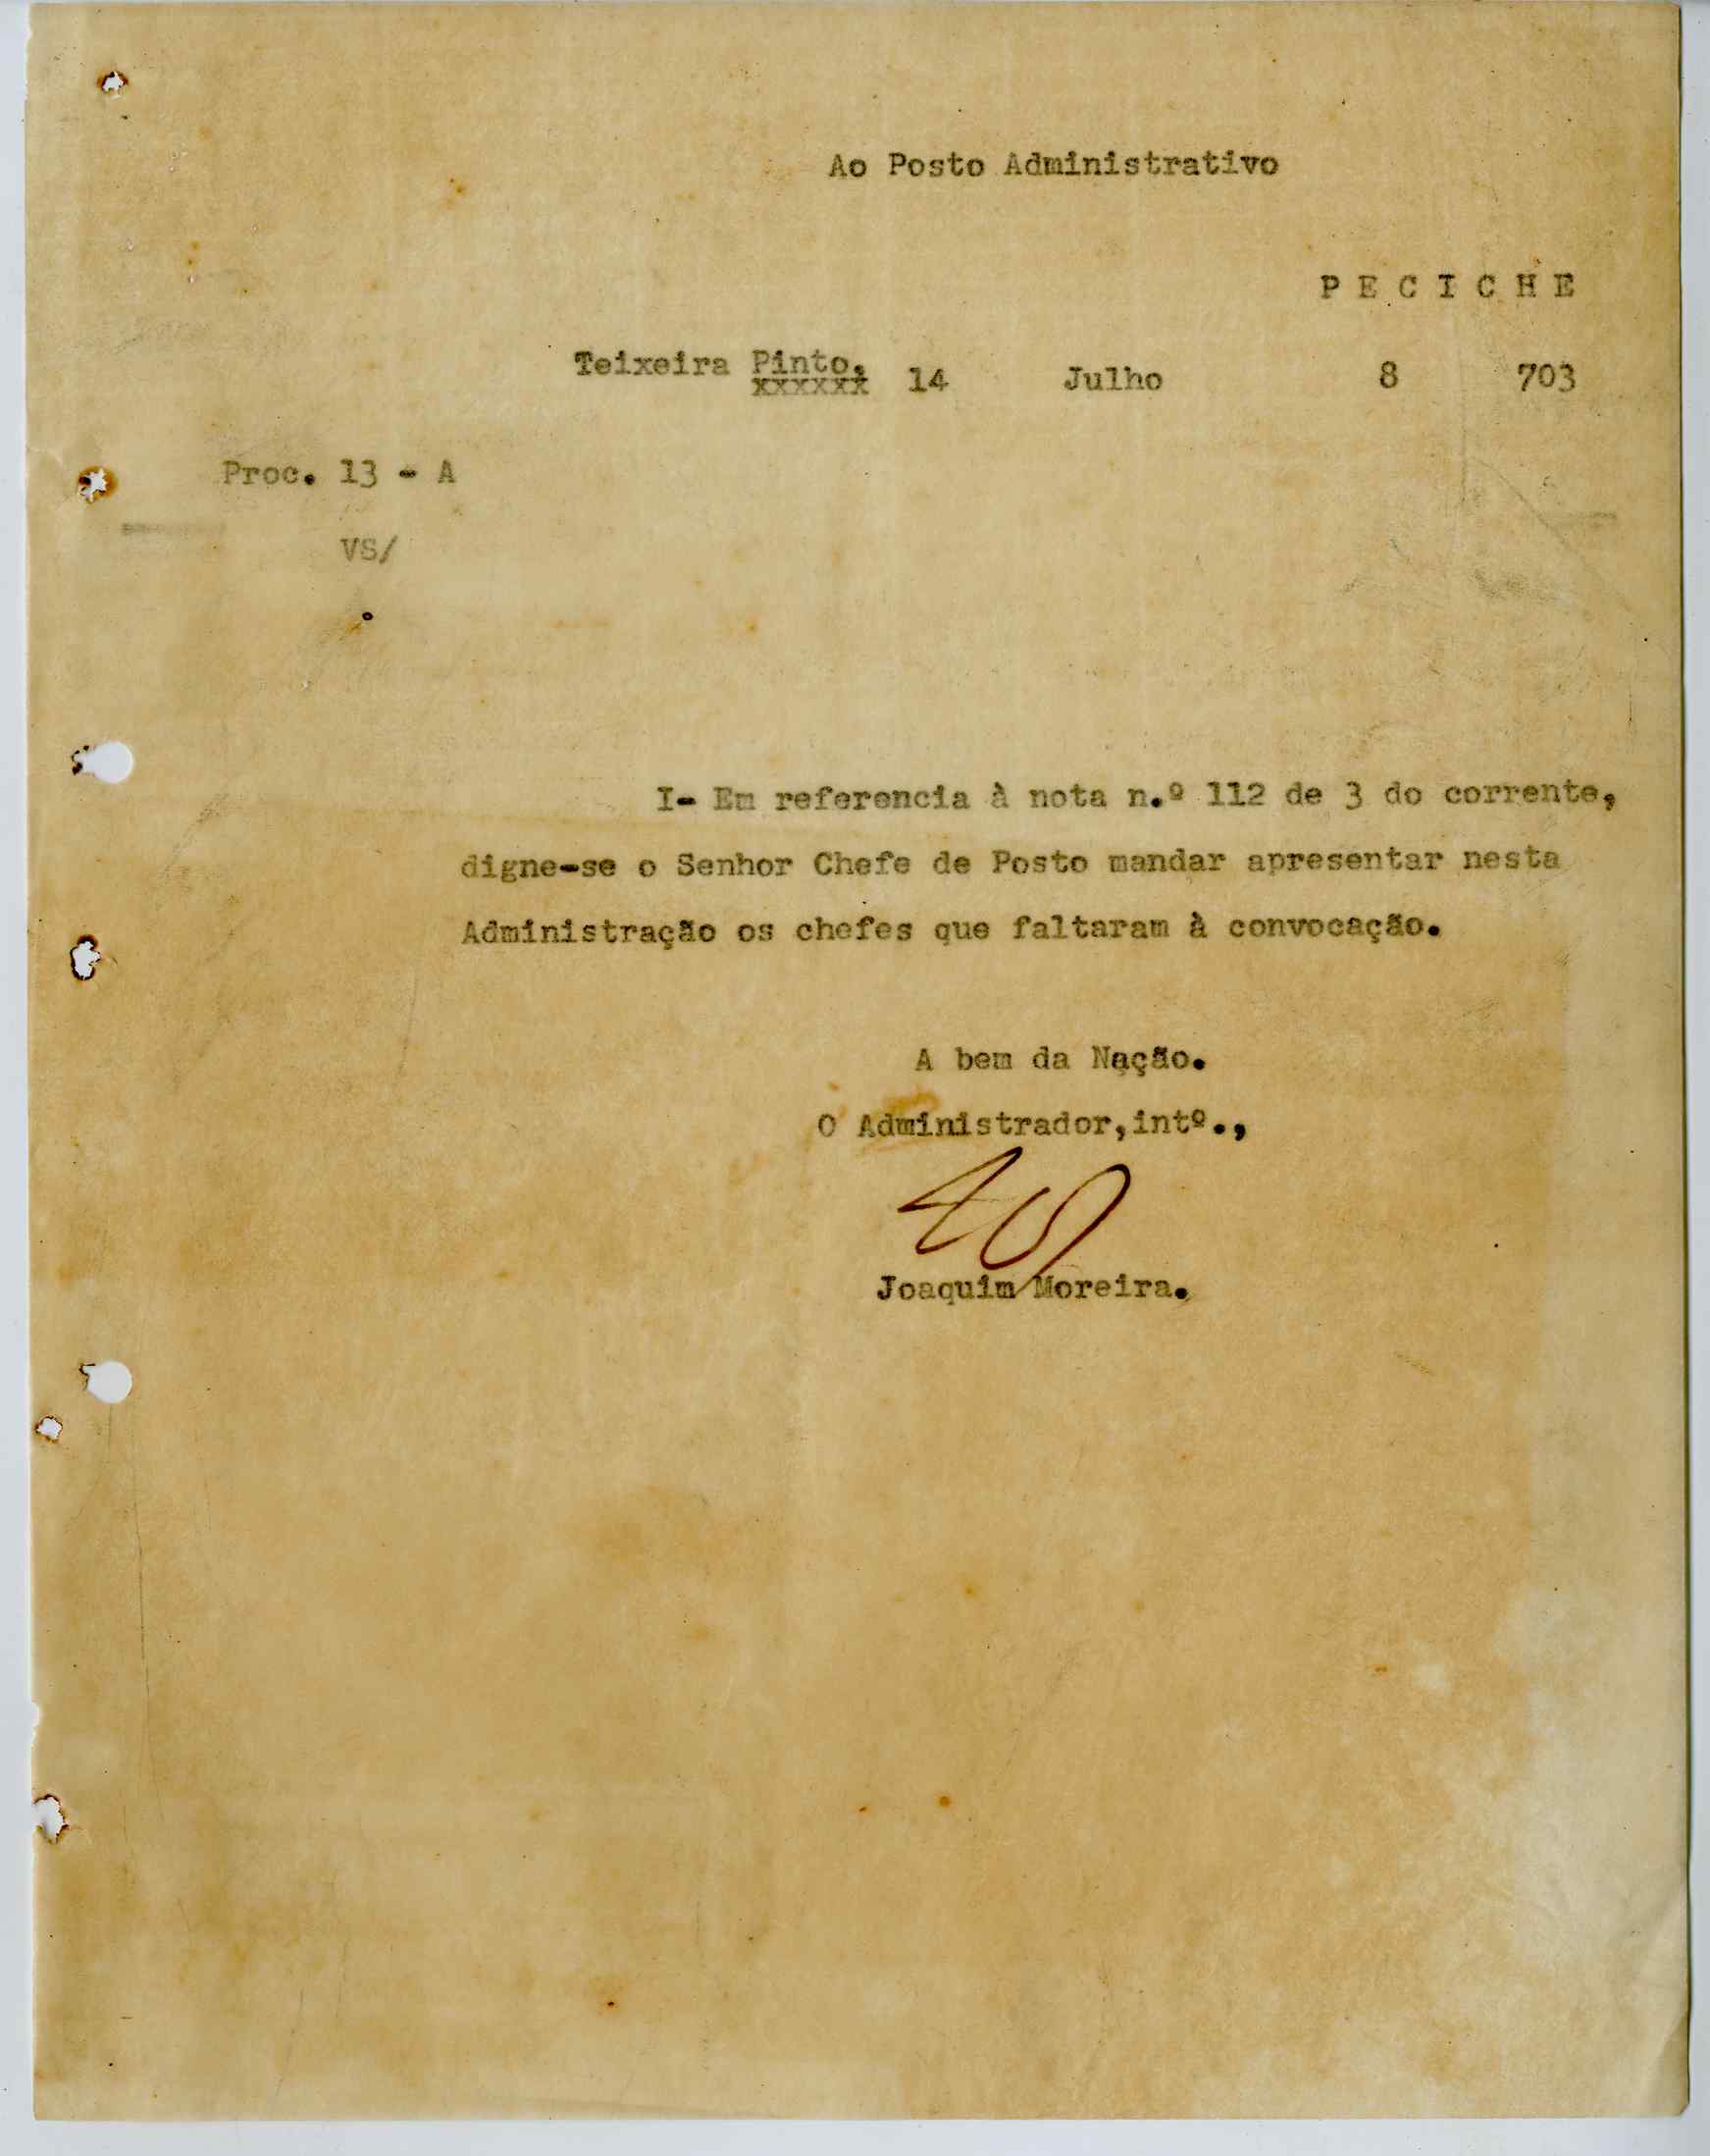 Ao Posto Administrativo
P E C I C H E
Teixeira Pinto, 14 Julho 8 703
xxxxxx
Proc. 13 - A
VS/
I- Em referencia à nota n.º 112 de 3 do corrente,
digne-se o Senhor Chefe de Posto mandar apresentar nesta
Administração os chefes que faltaram à convocação.
A bem da Nação.
O Administrador,intº.,
Joaquim Moreira.